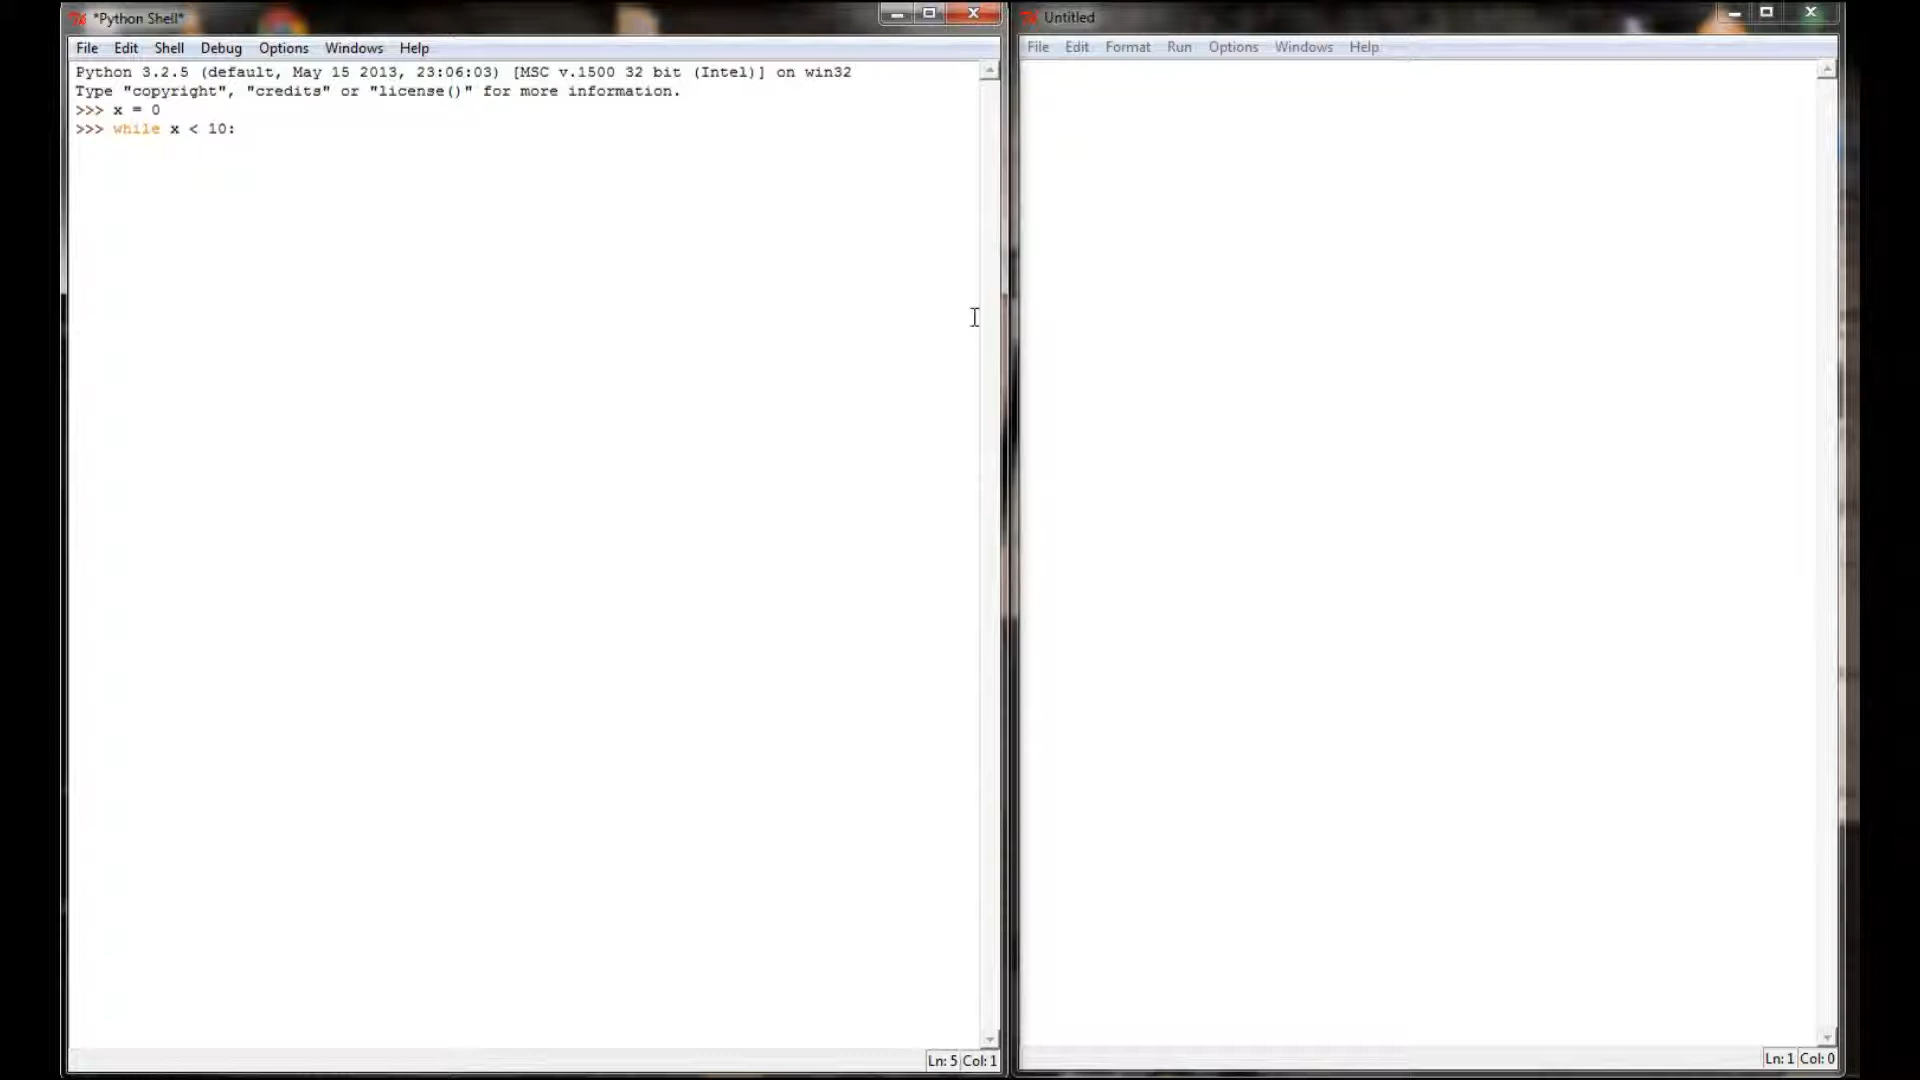 *Python Shell*
File Edit Shell Debug Options Windows Help
Python 3.2.5 (default, May 15 2013, 23:06:03) [MSC v.1500 32 bit (Intel)] on win32
Type "copyright", "credits" or "license()" for more information.
>>> x = 0
>>> while x < 10:
Ln: 5 Col: 1
Untitled
File Edit Format Run Options Windows Help
Ln: 1 Col: 0